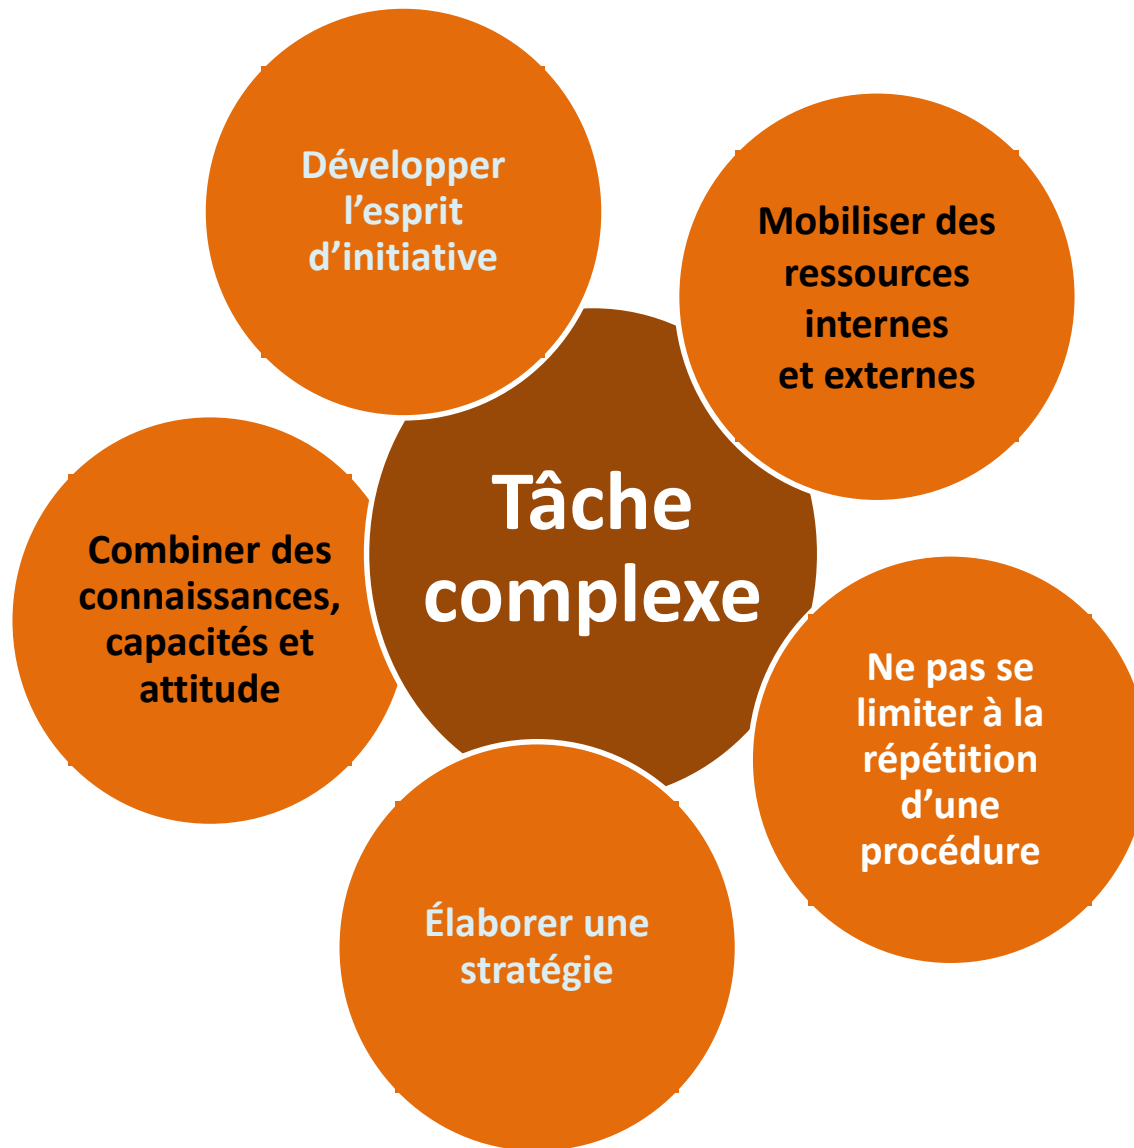 Développer
l’esprit
d’initiative
Mobiliser des
ressources
internes
et externes
Tâche
complexe
Combiner des
connaissances,
capacités et
attitude
Ne pas se
limiter à la
répétition
d’une
procédure
Élaborer une
stratégie